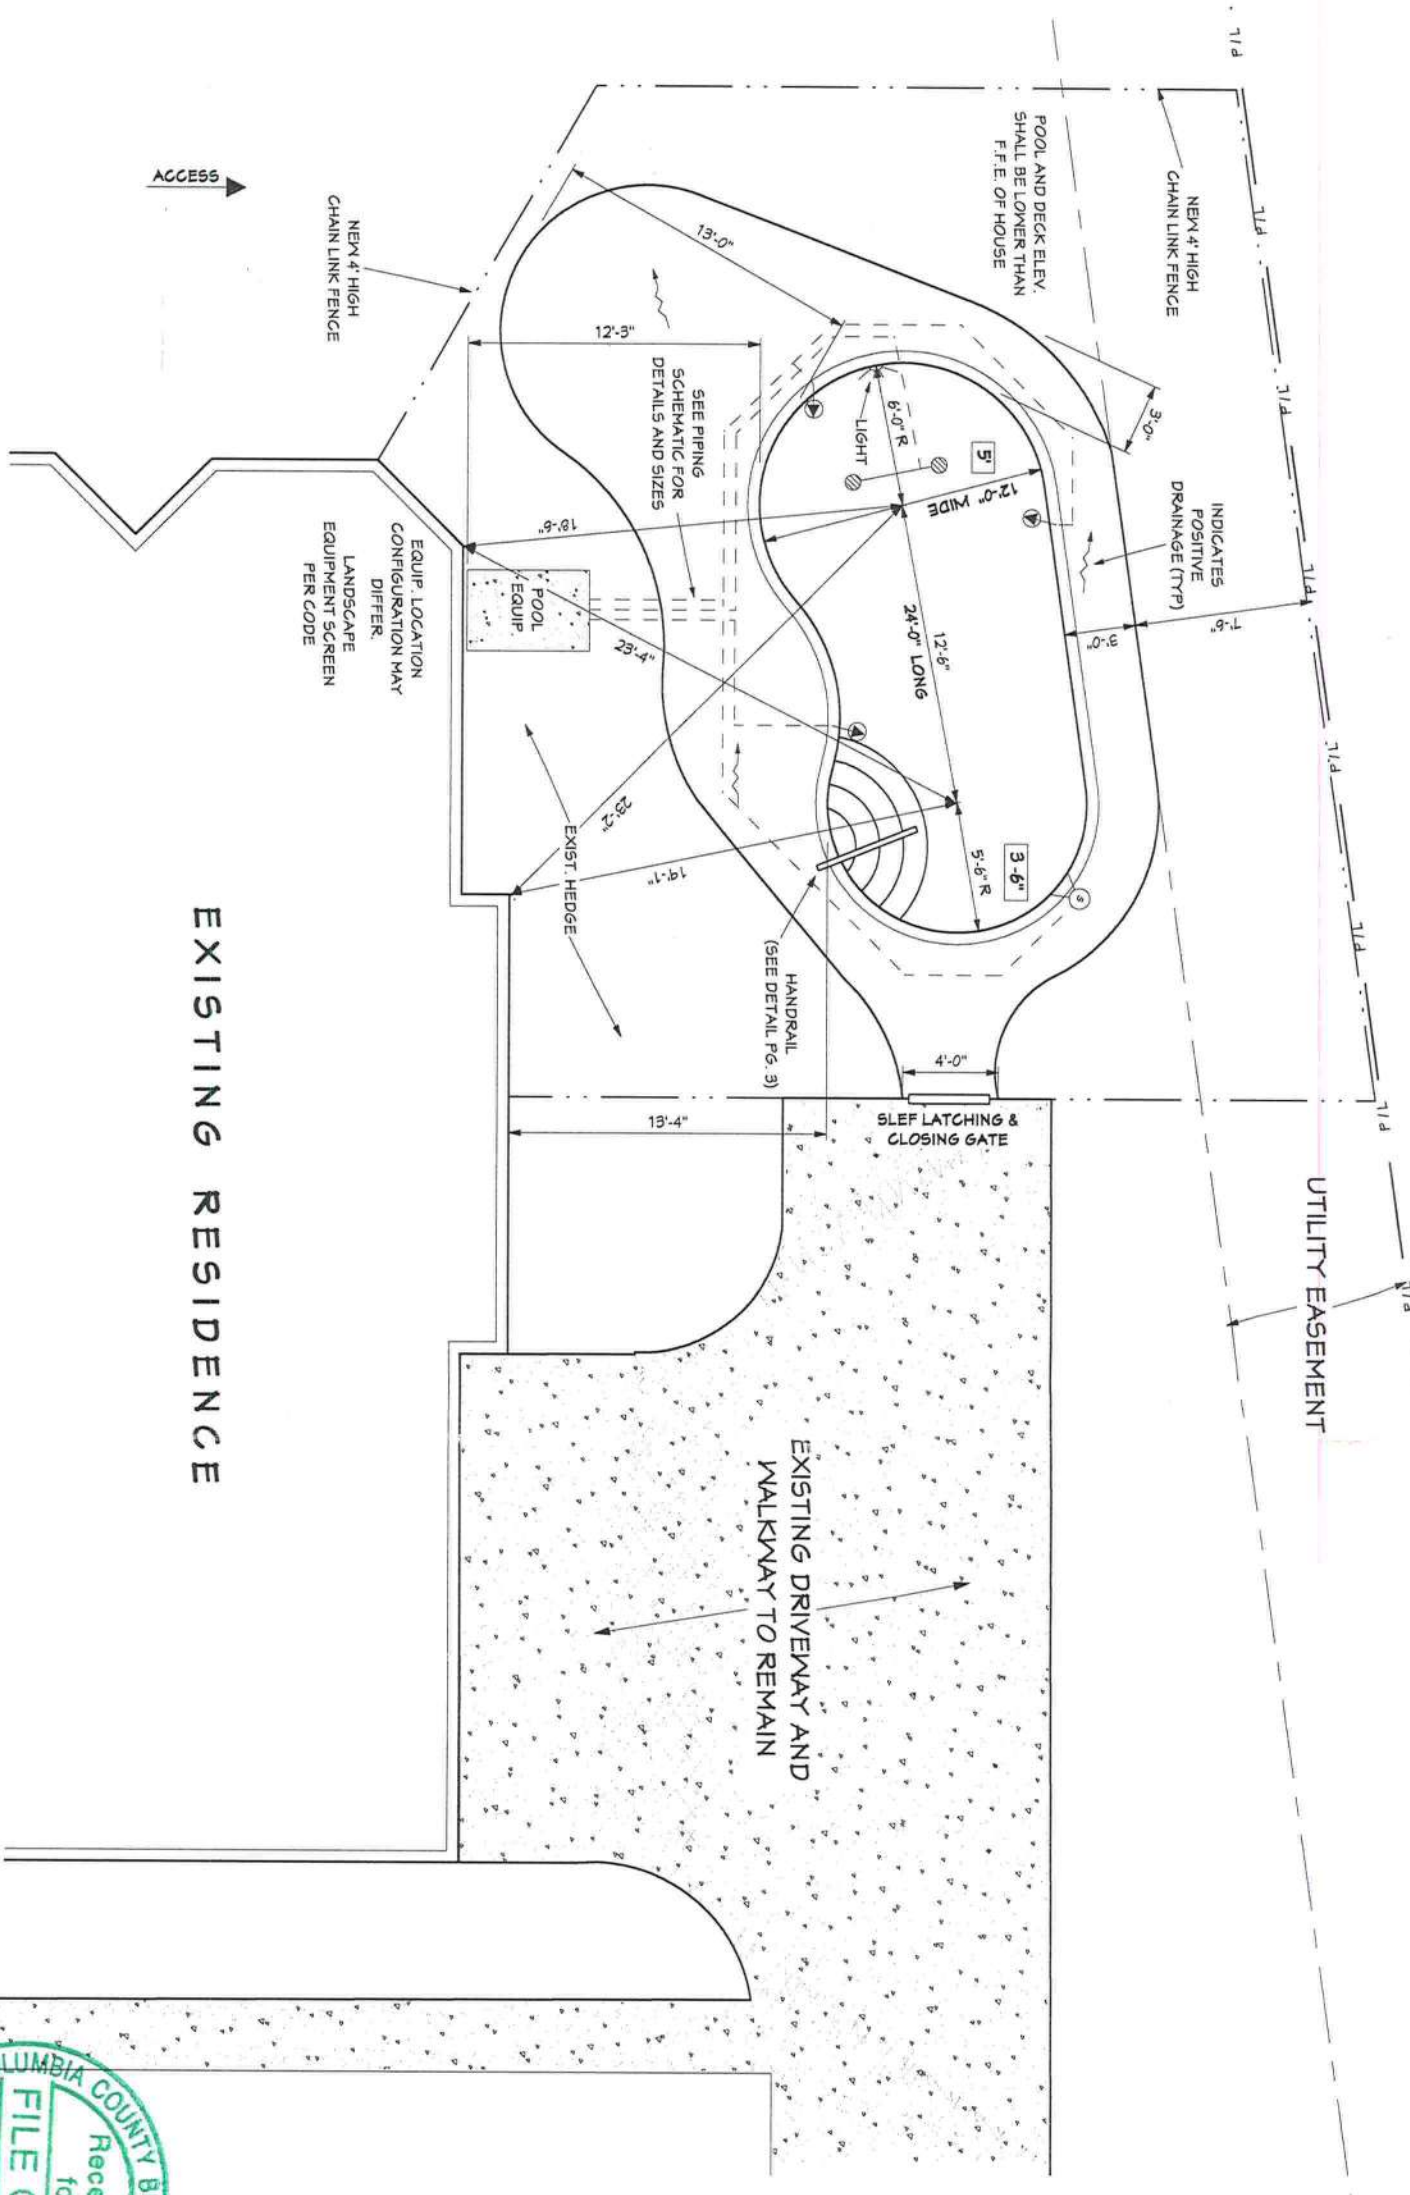 P/L
P/L
P/L
P/L
P/L
P/L
P/L
P/L
P/L
NEW 4' HIGH
CHAIN LINK FENCE
POOL AND DECK ELEV.
SHALL BE LOWER THAN
F.F.E. OF HOUSE
INDICATES
POSITIVE
DRAINAGE (TYP)
7'-6"
3'-0"
3'-0"
UTILITY EASEMENT
ACCESS
NEW 4' HIGH
CHAIN LINK FENCE
13'-0"
12'-3"
SEE PIPING
SCHEMATIC FOR
DETAILS AND SIZES
LIGHT
6'-0" R
5'
12'-0" WIDE
12'-6"
24'-0" LONG
5'-6" R
3'-6"
S
18'-6"
23'-4"
23'-2"
19'-1"
POOL
EQUIP
EQUIP. LOCATION
CONFIGURATION MAY
DIFFER.
LANDSCAPE
EQUIPMENT SCREEN
PER CODE
EXIST. HEDGE
HANDRAIL
(SEE DETAIL PG. 3)
4'-0"
13'-4"
SLEF LATCHING &
CLOSING GATE
EXISTING RESIDENCE
EXISTING DRIVEWAY AND
WALKWAY TO REMAIN
LUMBIA COUNTY B
Rece
fo
FILE